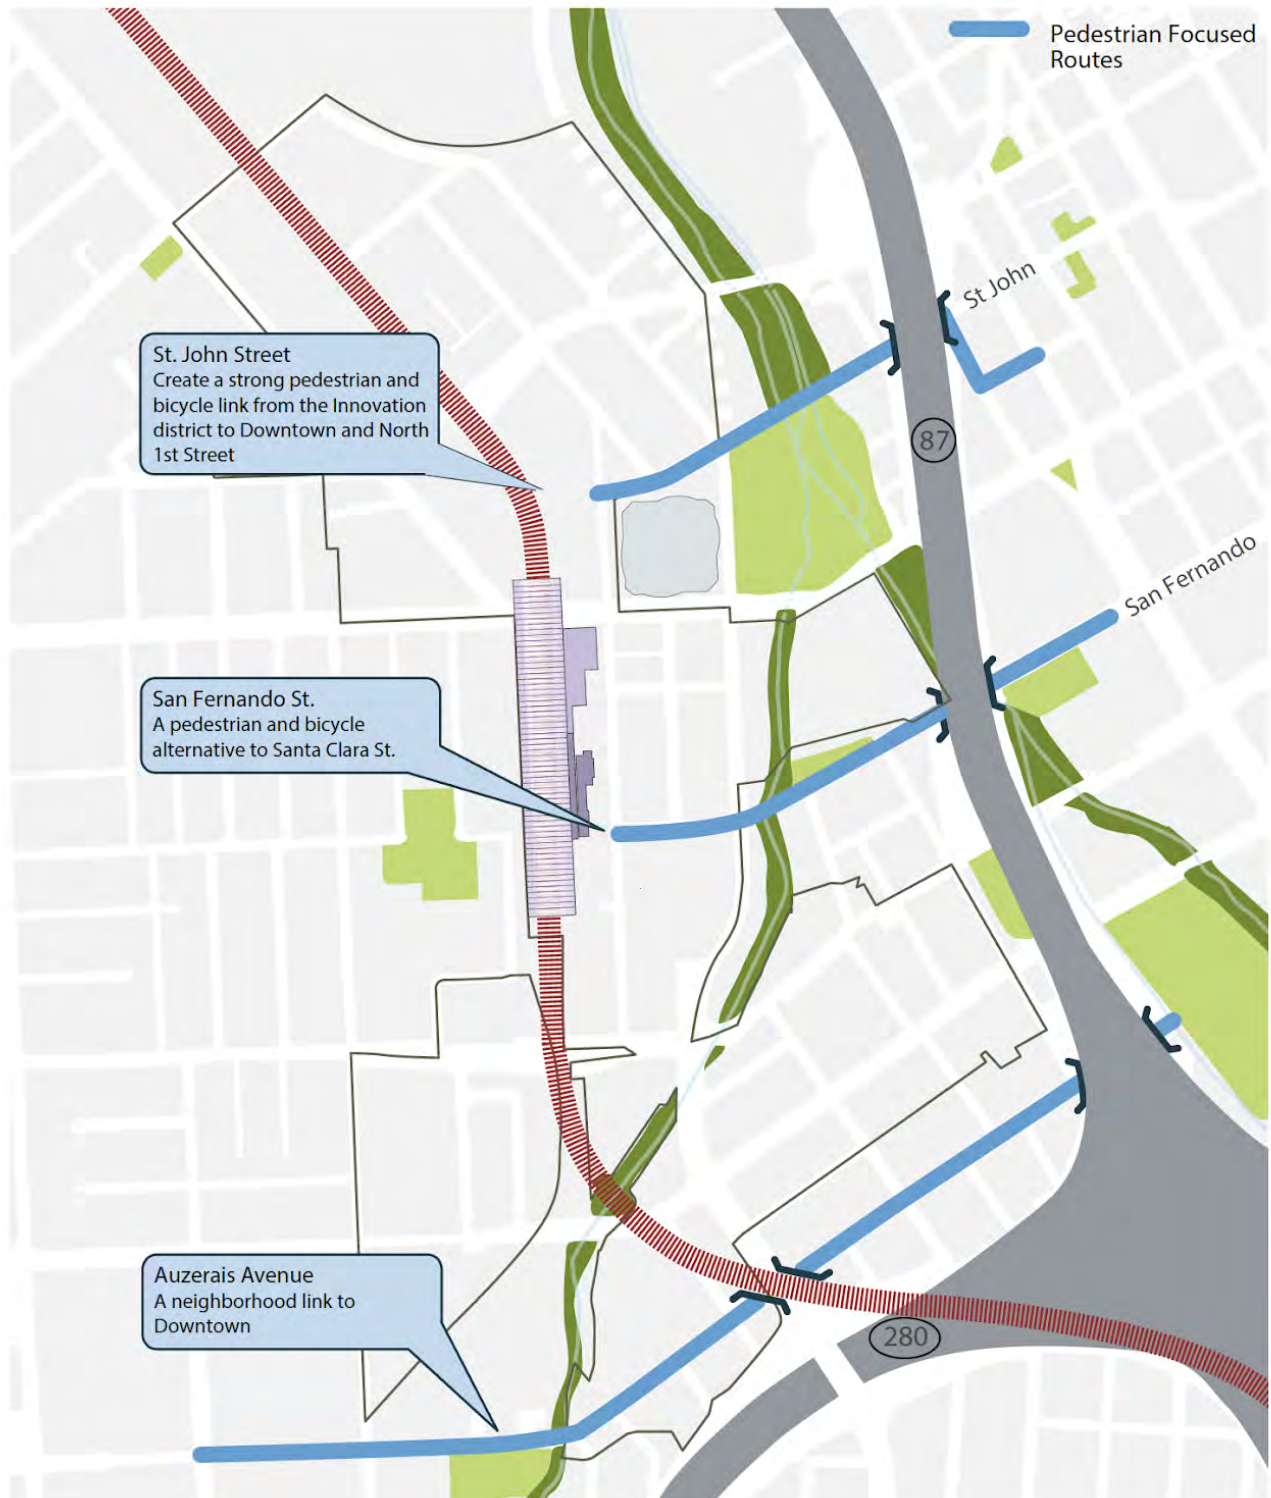 Pedestrian Focused
Routes
St John
St. John Street
Create a strong pedestrian and
bicycle link from the Innovation
district to Downtown and North
1st Street
87
San Fernando
San Fernando St.
A pedestrian and bicycle
alternative to Santa Clara St.
Auzerais Avenue
A neighborhood link to
Downtown
280